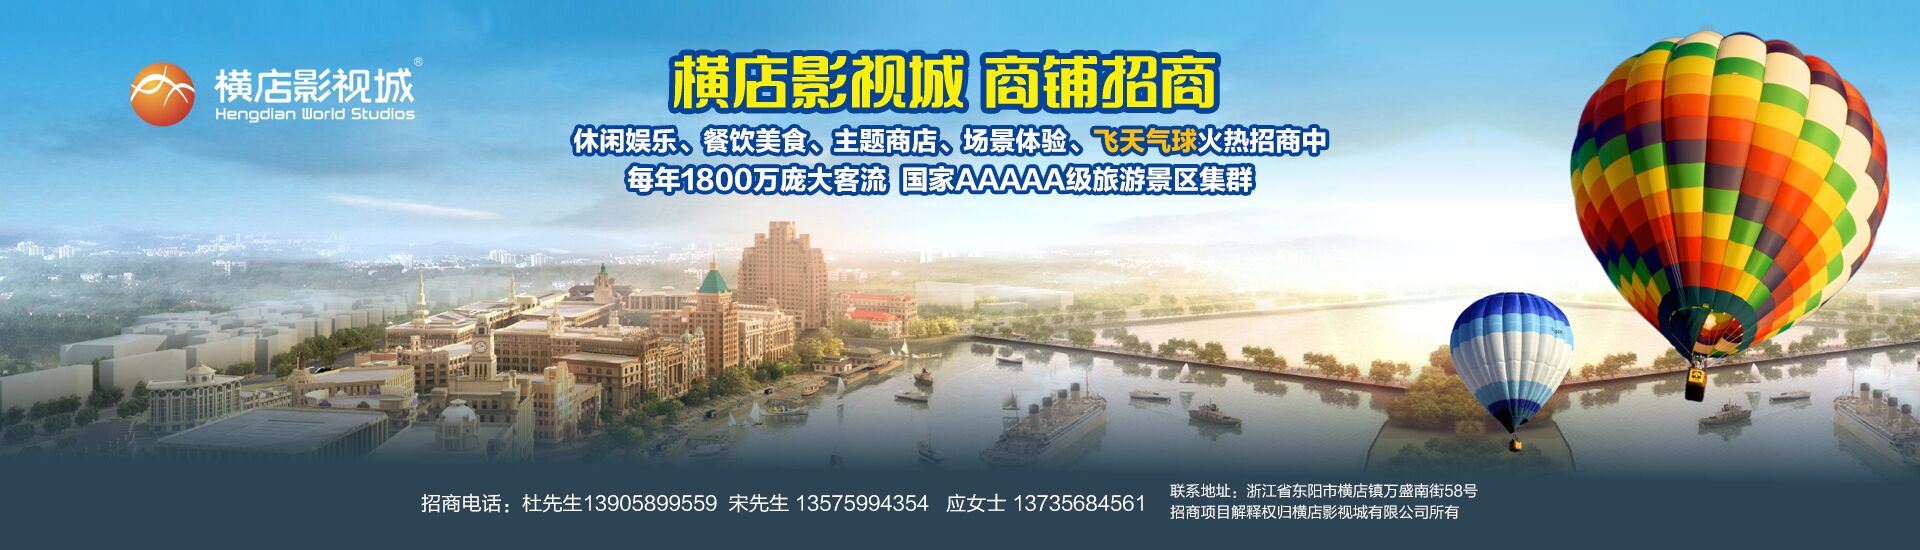 横店影视城®
Hengdian World Studios
横店影视城 商铺招商
休闲娱乐、餐饮美食、主题商店、场景体验、飞天气球火热招商中
每年1800万庞大客流 国家AAAAA级旅游景区集群
招商电话：杜先生13905899559 宋先生 13575994354 应女士 13735684561
联系地址：浙江省东阳市横店镇万盛南街58号
招商项目解释权归横店影视城有限公司所有